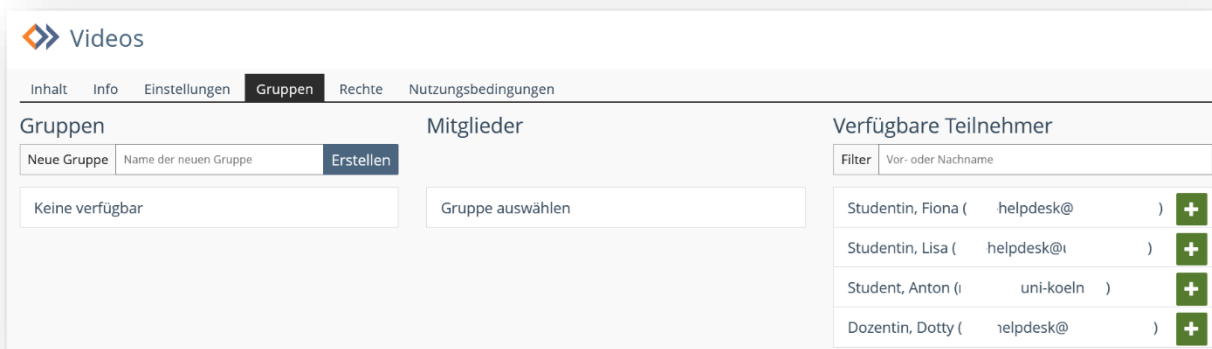 Videos
Inhalt Info Einstellungen Gruppen Rechte Nutzungsbedingungen
Gruppen
Neue Gruppe Name der neuen Gruppe Erstellen
Keine verfügbar
Mitglieder
Gruppe auswählen
Verfügbare Teilnehmer
Filter Vor- oder Nachname
Studentin, Fiona ( helpdesk@ )
Studentin, Lisa ( helpdesk@ )
Student, Anton ( uni-koeln )
Dozentin, Dotty ( helpdesk@ )